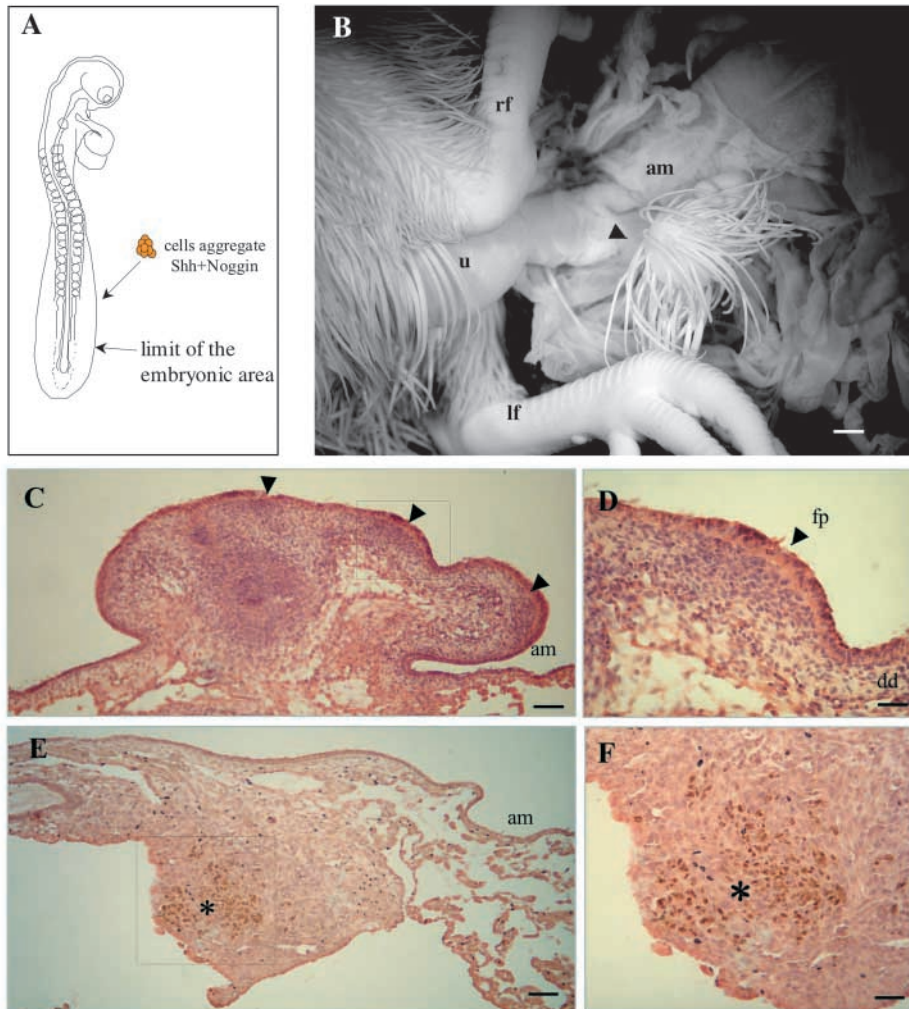 A
cells aggregate
Shh+Noggin
limit of the
embryonic area
B
rf
am
u
lf
C
am
D
fp
dd
E
*
am
F
*